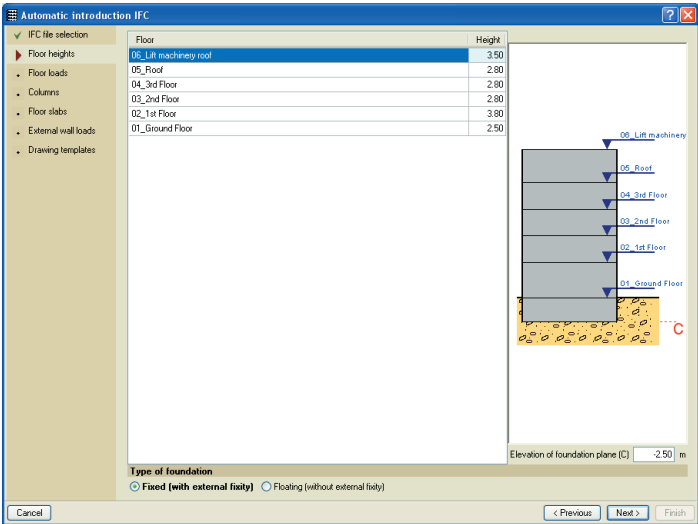 Automatic introduction IFC
IFC file selection
Floor heights
Floor loads
Columns
Floor slabs
External wall loads
Drawing templates
Floor Height
06_Lift machinery roof 3.50
05_Roof 2.80
04_3rd Floor 2.80
03_2nd Floor 2.80
02_1st Floor 3.80
01_Ground Floor 2.50
06_Lift machinery
05_Roof
04_3rd Floor
03_2nd Floor
02_1st Floor
01_Ground Floor
C
Elevation of foundation plane (C) -2.50 m
Type of foundation
Fixed (with external fixity) Floating (without external fixity)
Cancel < Previous Next > Finish